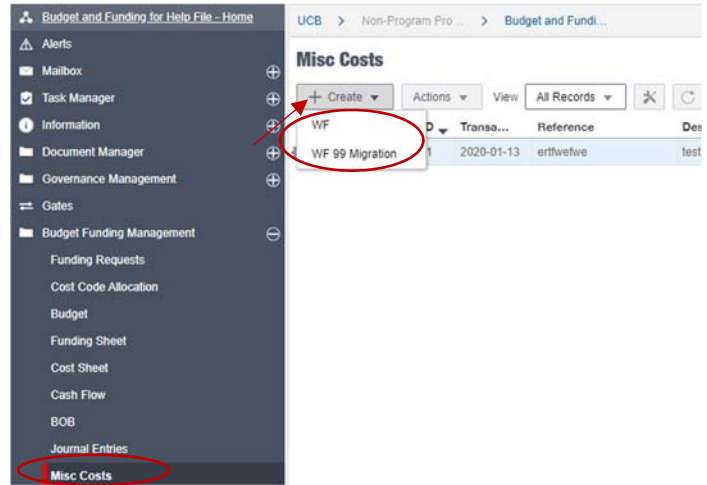 Budget and Funding for Help File - Home
Alerts
Mailbox
Task Manager
Information
Document Manager
Governance Management
Gates
Budget Funding Management
Funding Requests
Cost Code Allocation
Budget
Funding Sheet
Cost Sheet
Cash Flow
BOB
Journal Entries
Misc Costs
UCB > Non-Program Pro... > Budget and Fundi...
Misc Costs
+ Create Actions View All Records
WF
WF 99 Migration
D Transa... Reference Des
1 2020-01-13 ertfwefwe test